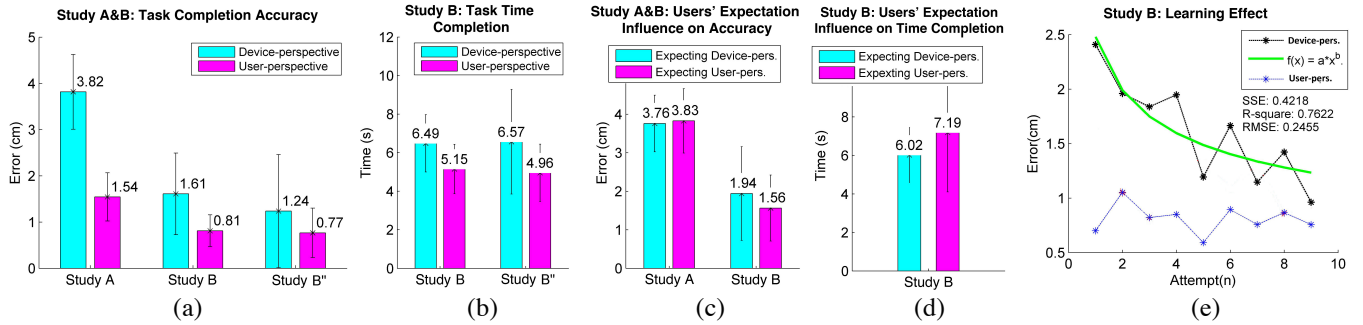 Study A&B: Task Completion Accuracy
Device-perspective
User-perspective
Error (cm)
5
4
3
2
1
0
3.82
1.54
1.61
0.81
1.24
0.77
Study A
Study B
Study B"
(a)
Study B: Task Time
Completion
Device-perspective
User-perspective
Time (s)
12
10
8
6
4
2
0
6.49
5.15
6.57
4.96
Study B
Study B"
(b)
Study A&B: Users' Expectation
Influence on Accuracy
Expecting Device-pers.
Expecting User-pers.
Error (cm)
6
4
2
0
3.76
3.83
1.94
1.56
Study A
Study B
(c)
Study B: Users' Expectation
Influence on Time Completion
Expecting Device-pers.
Expexting User-pers.
Time (s)
10
8
6
4
2
0
6.02
7.19
Study B
(d)
Study B: Learning Effect
Device-pers.
f(x) = a*x^b.
User-pers.
SSE: 0.4218
R-square: 0.7622
RMSE: 0.2455
Error(cm)
2.5
2
1.5
1
0.5
0
2
4
6
8
10
Attempt(n)
(e)